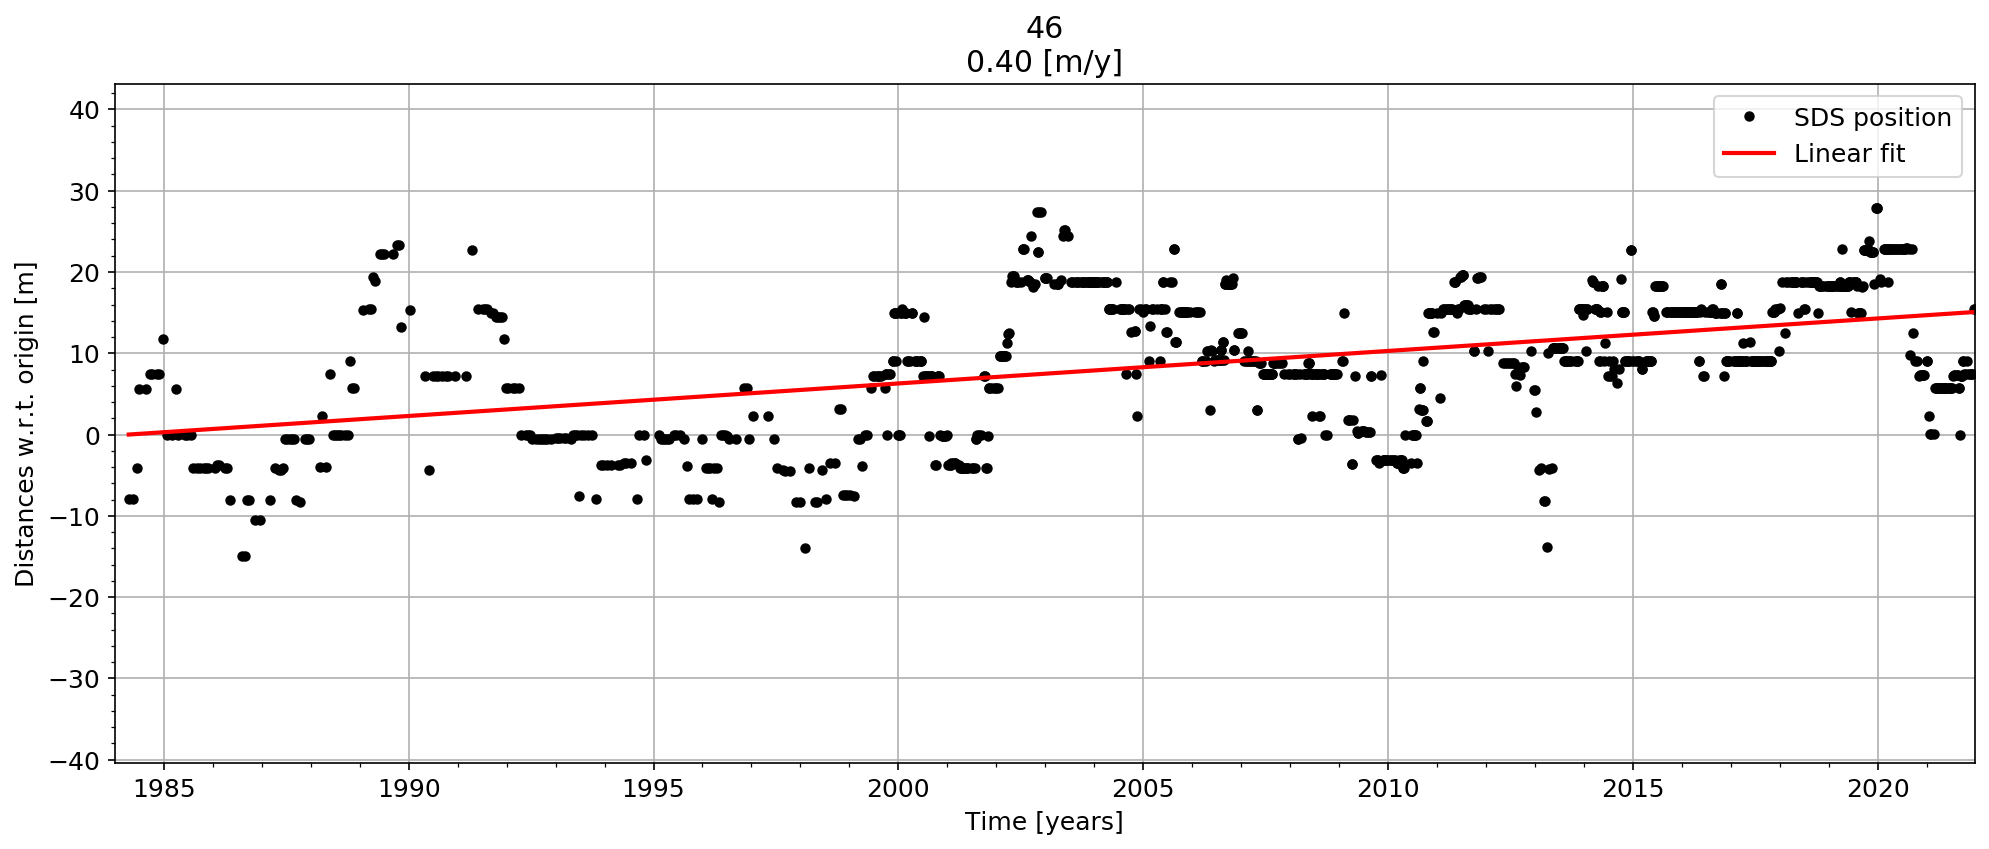 46
0.40 [m/y]
SDS position
Linear fit
Distances w.r.t. origin [m]
40
30
20
10
0
−10
−20
−30
−40
1985 1990 1995 2000 2005 2010 2015 2020
Time [years]